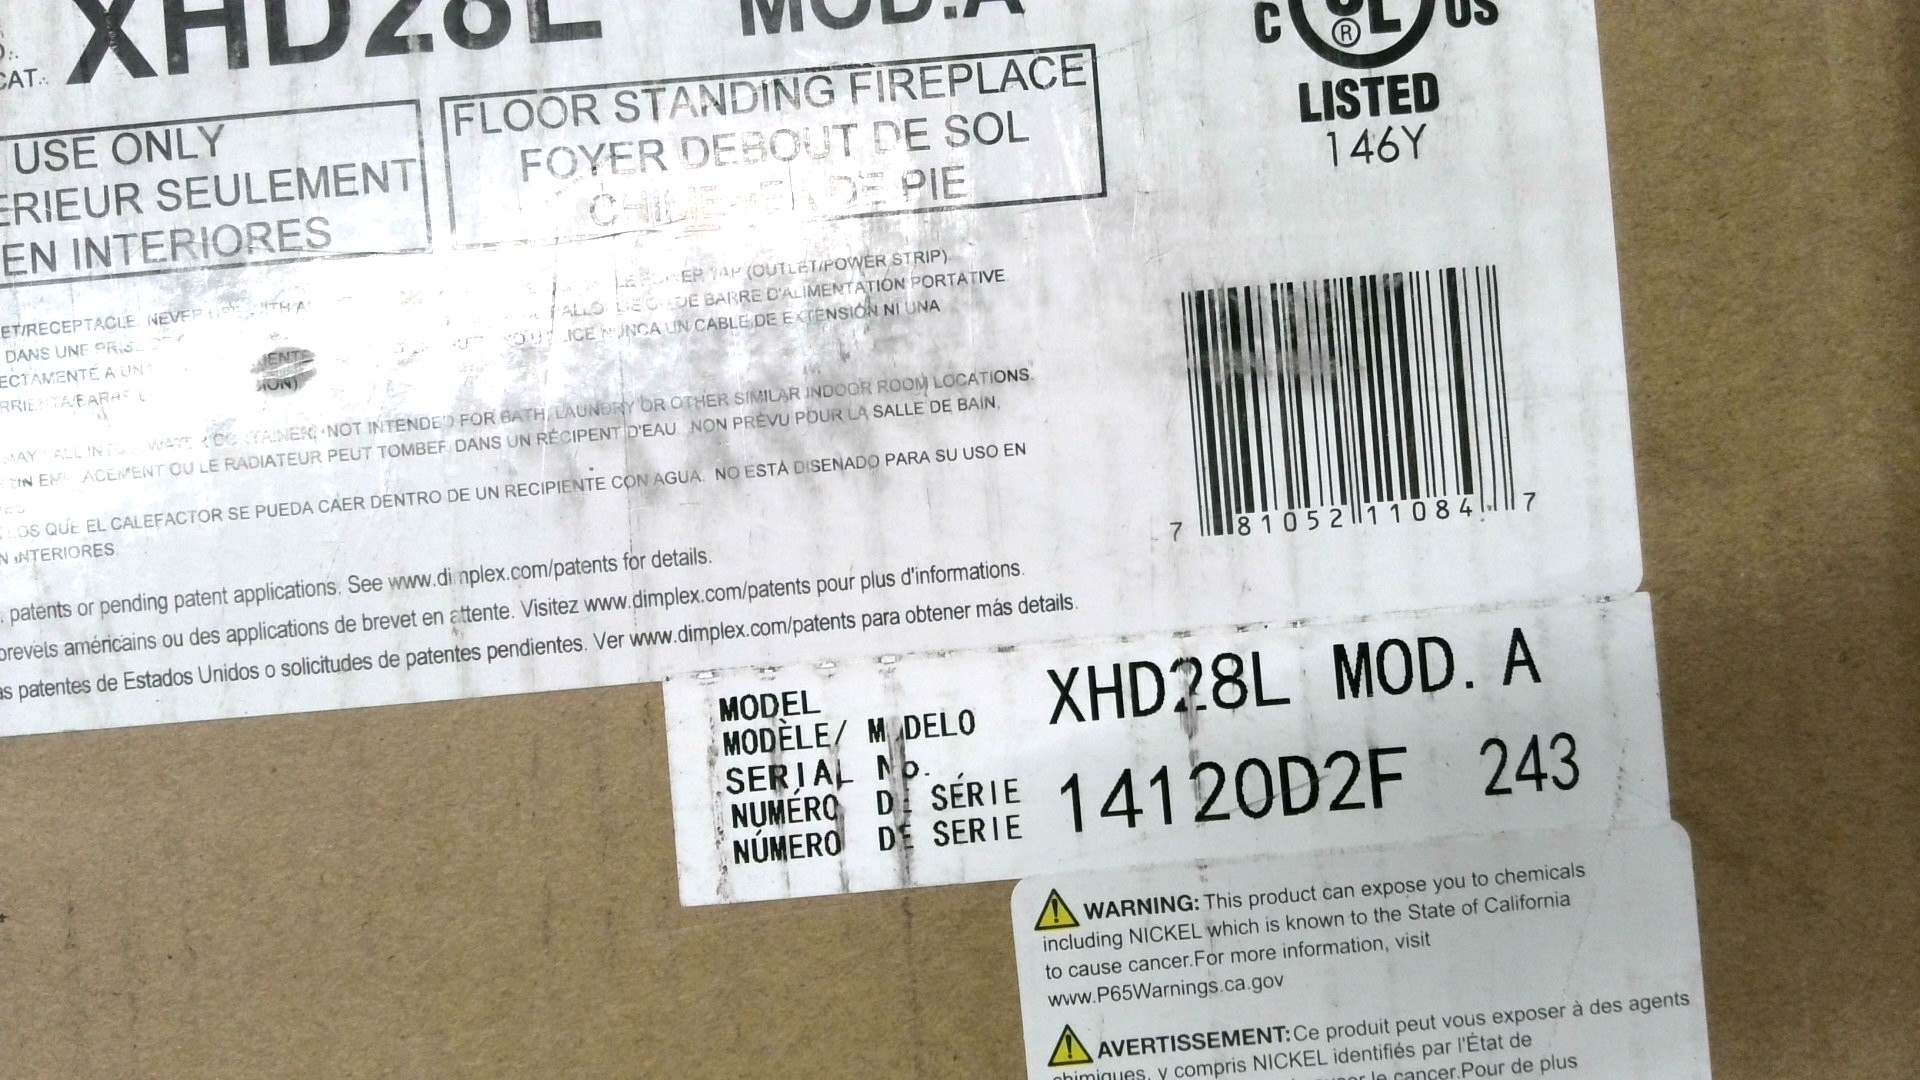 CAT.:
XHD28L MOD.A
C UL US
®
LISTED
146Y
USE ONLY
ÉRIEUR SEULEMENT
EN INTERIORES
FLOOR STANDING FIREPLACE
FOYER DEBOUT DE SOL
DE PIE
ET/RECEPTACLE. NEVER
(OUTLET/POWER STRIP).
DANS UNE
DE BARRE D'ALIMENTATION PORTATIVE.
ECTAMENTE A UN
NUNCA UN CABLE DE EXTENSIÓN NI UNA
NOT INTENDED FOR BATH, LAUNDRY OR OTHER SIMILAR INDOOR ROOM LOCATIONS.
OU LE RADIATEUR PEUT TOMBER DANS UN RÉCIPENT D'EAU. NON PRÉVU POUR LA SALLE DE BAIN,
LOS QUE EL CALEFACTOR SE PUEDA CAER DENTRO DE UN RECIPIENTE CON AGUA. NO ESTÁ DISENADO PARA SU USO EN
INTERIORES
7 81052 11084 7
patents or pending patent applications. See www.dimplex.com/patents for details.
brevets américains ou des applications de brevet en attente. Visitez www.dimplex.com/patents pour plus d'informations.
as patentes de Estados Unidos o solicitudes de patentes pendientes. Ver www.dimplex.com/patents para obtener más details.
MODEL
MODÈLE/ MODELO
XHD28L MOD. A
SERIAL No.
NUMÉRO DE SÉRIE
NÚMERO DE SERIE
14120D2F 243
WARNING: This product can expose you to chemicals
including NICKEL which is known to the State of California
to cause cancer.For more information, visit
www.P65Warnings.ca.gov
AVERTISSEMENT: Ce produit peut vous exposer à des agents
chimiques, y compris NICKEL identifiés par l'État de
le cancer.Pour de plus